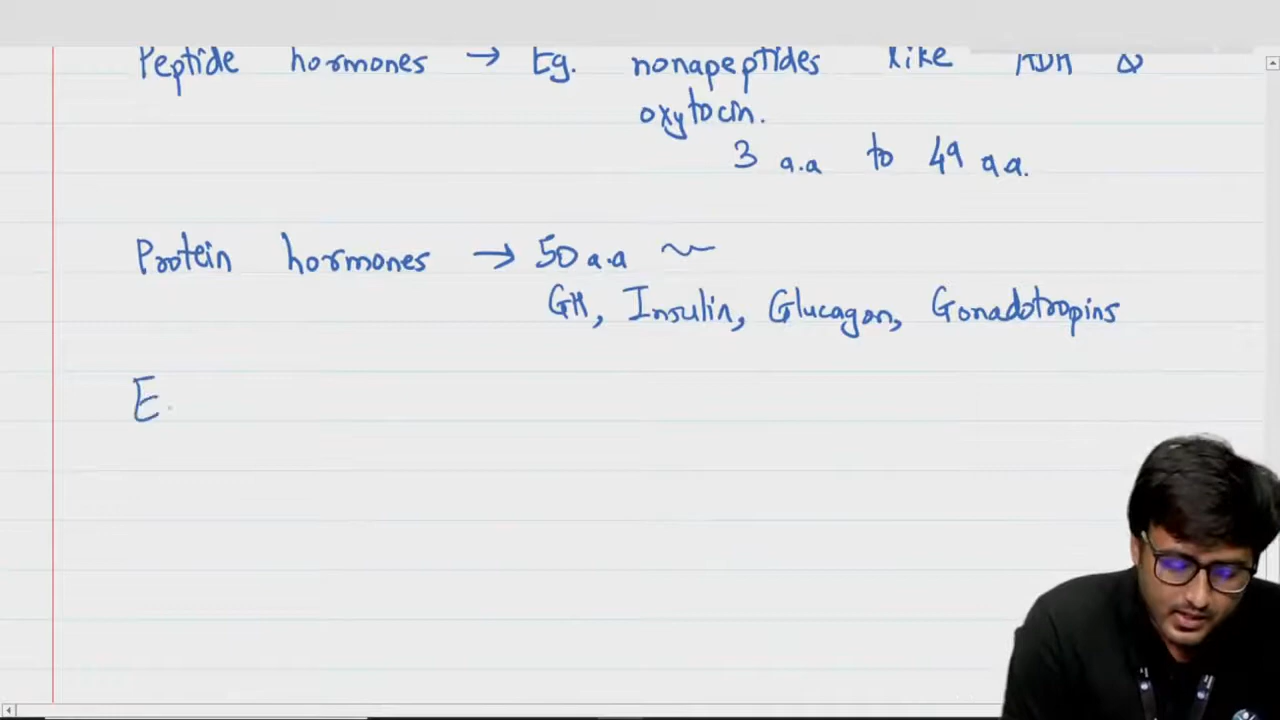 Peptide hormones → Eg. nonapeptides like ADH &
oxytocin.
3 a.a to 49 a.a.
Protein hormones → 50 a.a ~
GH, Insulin, Glucagon, Gonadotropins
E